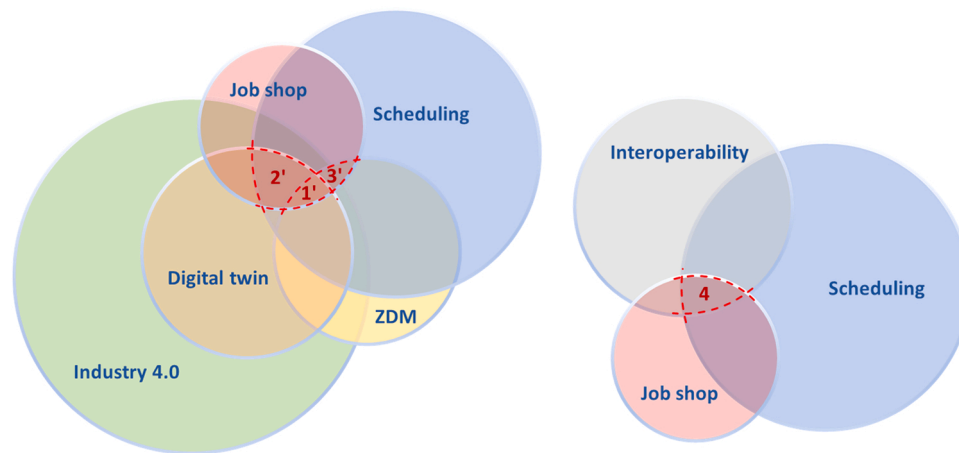 Job shop
Scheduling
2'
3'
1'
Digital twin
ZDM
Industry 4.0
Interoperability
4
Scheduling
Job shop